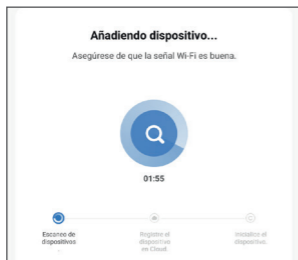 Añadiendo dispositivo...
Asegúrese de que la señal Wi-Fi es buena.
01:55
Escaneo de
dispositivos
.
Registre el
dispositivo
en Cloud.
Inicialice el
dispositivo.